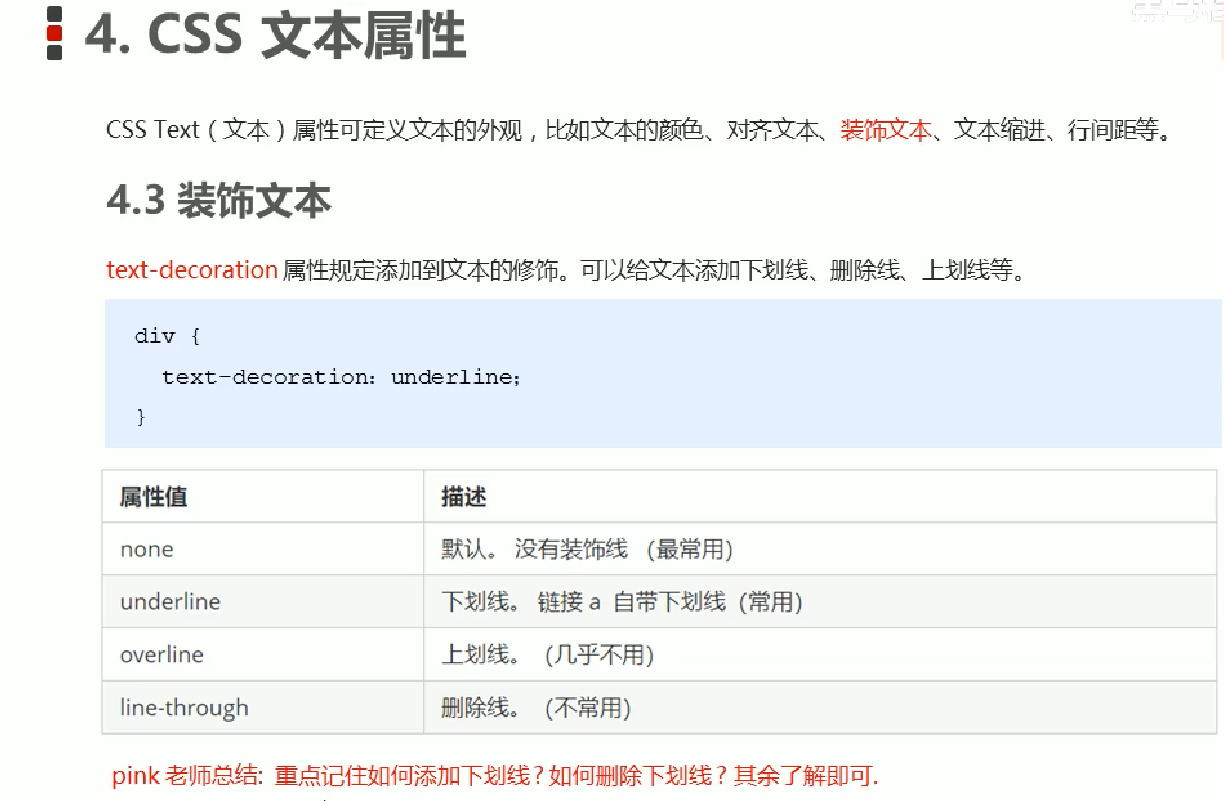 4. CSS 文本属性
CSS Text（文本）属性可定义文本的外观，比如文本的颜色、对齐文本、装饰文本、文本缩进、行间距等。
4.3 装饰文本
text-decoration 属性规定添加到文本的修饰。可以给文本添加下划线、删除线、上划线等。
div {
text-decoration：underline；
}
属性值 描述
none 默认。 没有装饰线 (最常用)
underline 下划线。 链接 a 自带下划线 (常用)
overline 上划线。 (几乎不用)
line-through 删除线。 (不常用)
pink 老师总结: 重点记住如何添加下划线? 如何删除下划线? 其余了解即可.